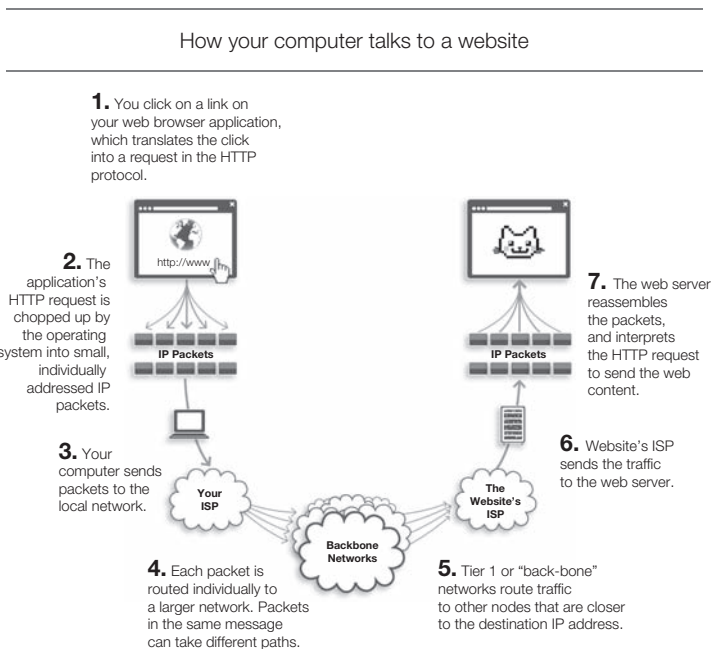 How your computer talks to a website
1. You click on a link on
your web browser application,
which translates the click
into a request in the HTTP
protocol.
http://www
2. The
application’s
HTTP request is
chopped up by
the operating
system into small,
individually
addressed IP
packets.
IP Packets
3. Your
computer sends
packets to the
local network.
Your
ISP
4. Each packet is
routed individually to
a larger network. Packets
in the same message
can take different paths.
Backbone
Networks
5. Tier 1 or “back-bone”
networks route traffic
to other nodes that are closer
to the destination IP address.
The
Website’s
ISP
6. Website’s ISP
sends the traffic
to the web server.
IP Packets
7. The web server
reassembles
the packets,
and interprets
the HTTP request
to send the web
content.